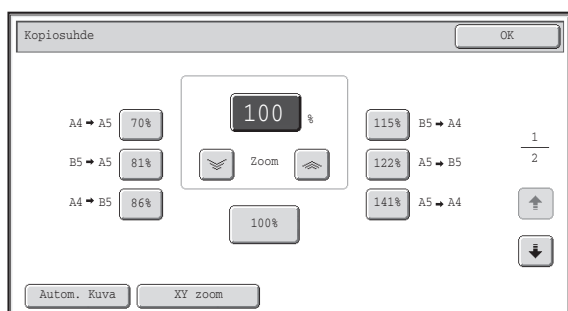 Kopiosuhde OK
A4 → A5 70% 100 % 115% B5 → A4
B5 → A5 81% Zoom 122% A5 → B5
A4 → B5 86% 100% 141% A5 → A4
1
2
Autom. Kuva XY zoom